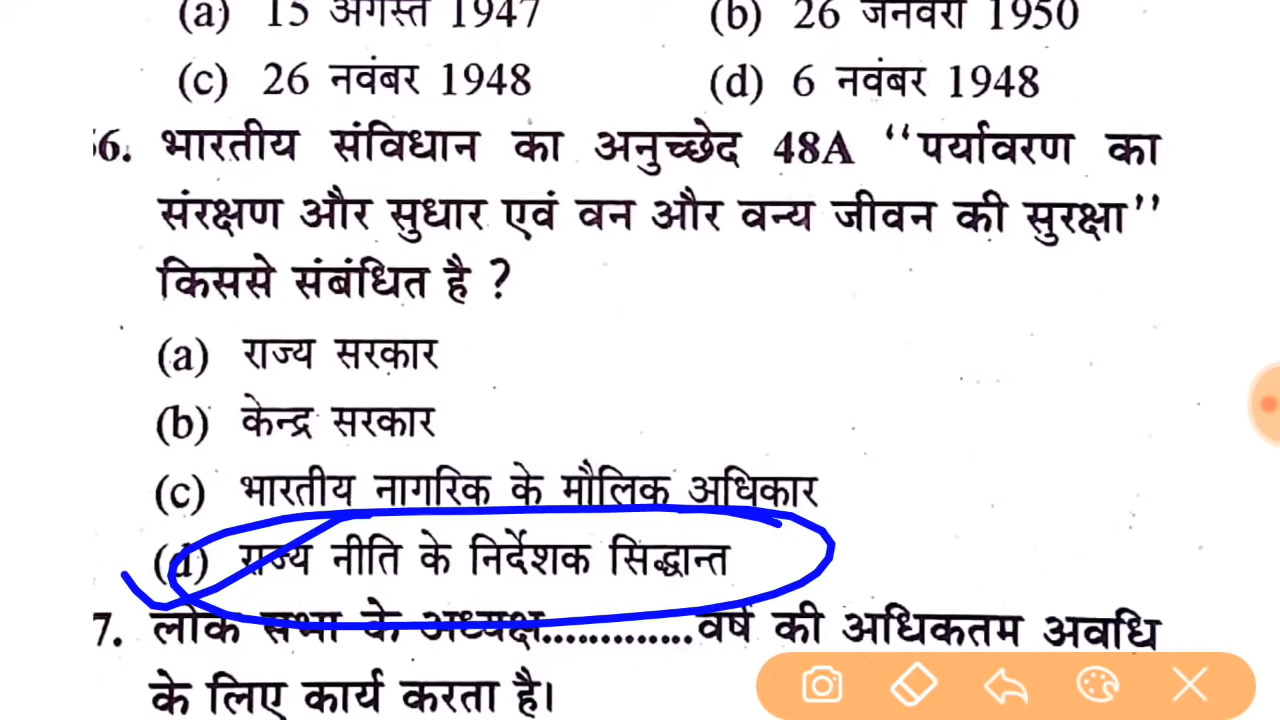 (a) 15 अगस्त 1947 (b) 26 जनवरी 1950
(c) 26 नवंबर 1948 (d) 6 नवंबर 1948
56. भारतीय संविधान का अनुच्छेद 48A ‘‘पर्यावरण का
संरक्षण और सुधार एवं वन और वन्य जीवन की सुरक्षा’’
किससे संबंधित है ?
(a) राज्य सरकार
(b) केन्द्र सरकार
(c) भारतीय नागरिक के मौलिक अधिकार
(d) राज्य नीति के निर्देशक सिद्धान्त
7. लोक सभा के अध्यक्ष.............वर्ष की अधिकतम अवधि
के लिए कार्य करता है।